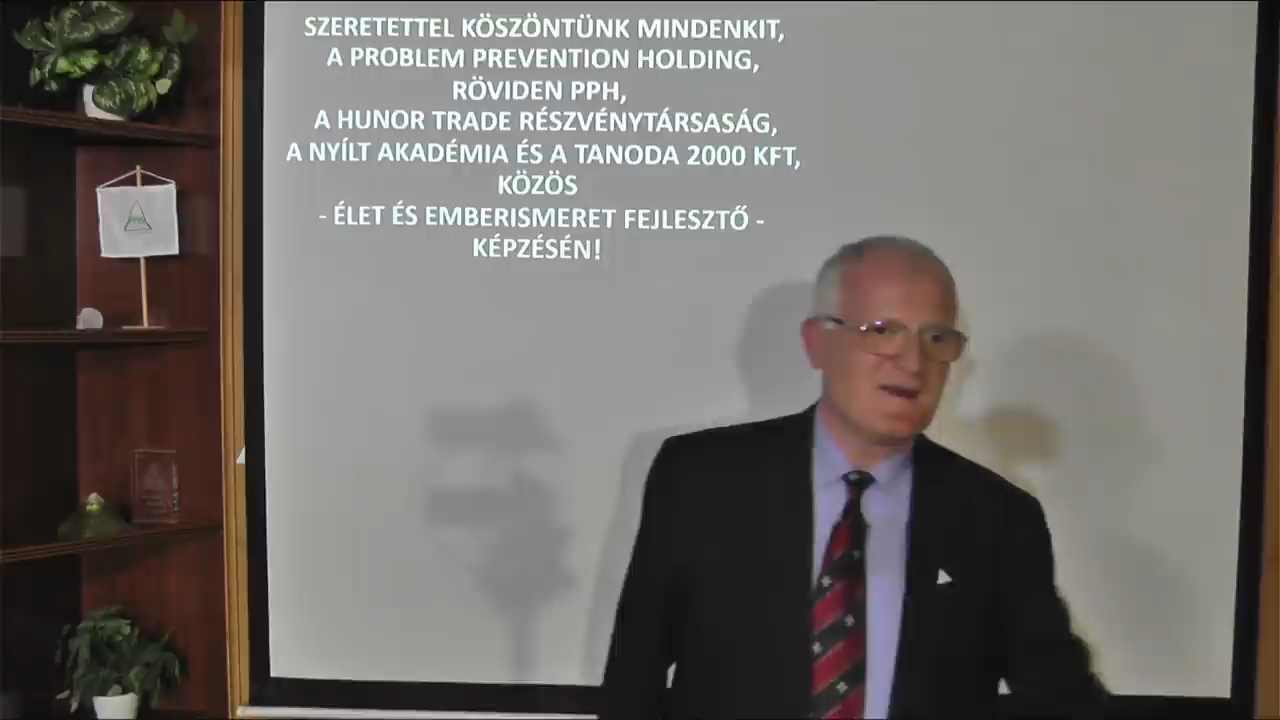 SZERETETTEL KÖSZÖNTÜNK MINDENKIT,
A PROBLEM PREVENTION HOLDING,
RÖVIDEN PPH,
A HUNOR TRADE RÉSZVÉNYTÁRSASÁG,
A NYÍLT AKADÉMIA ÉS A TANODA 2000 KFT,
KÖZÖS
- ÉLET ÉS EMBERISMERET FEJLESZTŐ -
KÉPZÉSÉN!